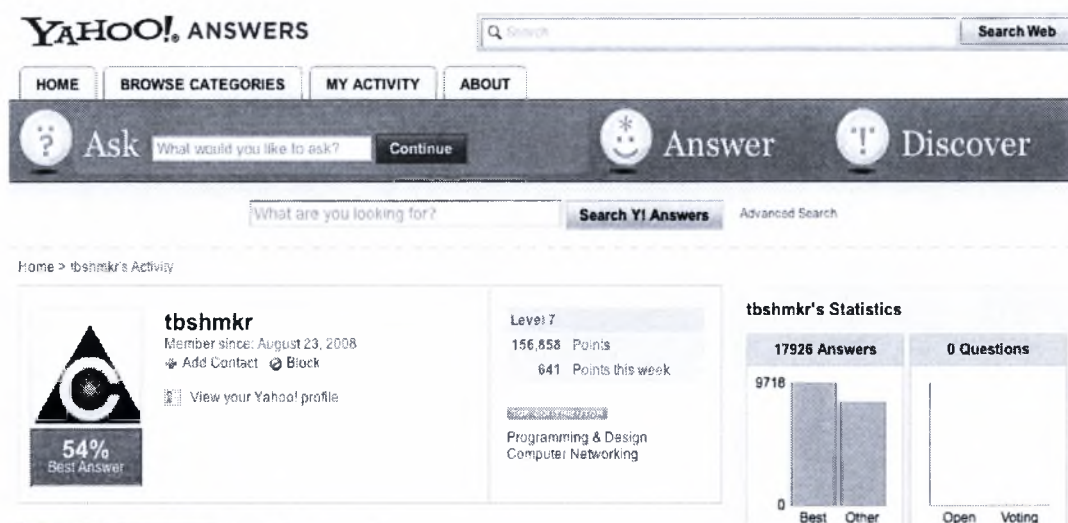 YAHOO! ANSWERS
Search
Search Web
HOME
BROWSE CATEGORIES
MY ACTIVITY
ABOUT
Ask
What would you like to ask?
Continue
Answer
Discover
What are you looking for?
Search Y! Answers
Advanced Search
Home > tbshmkr's Activity
tbshmkr
Member since: August 23, 2008
Add Contact
Block
View your Yahoo! profile
54%
Best Answer
Level 7
156,858 Points
641 Points this week
TOP CONTRIBUTOR
Programming & Design
Computer Networking
tbshmkr's Statistics
17926 Answers
0 Questions
9718
0
Best Other
Open Voting